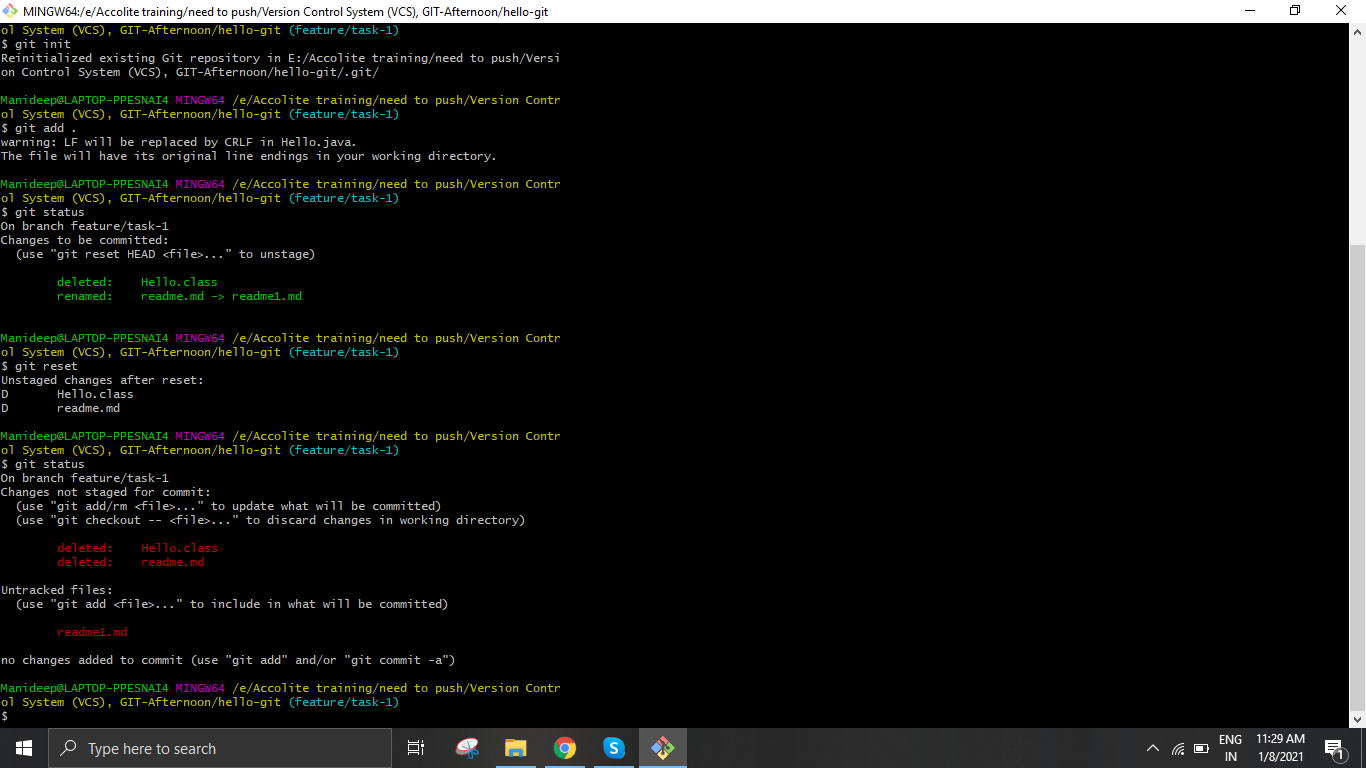 MINGW64:/e/Accolite training/need to push/Version Control System (VCS), GIT-Afternoon/hello-git
ol System (VCS), GIT-Afternoon/hello-git (feature/task-1)
$ git init
Reinitialized existing Git repository in E:/Accolite training/need to push/Versi
on Control System (VCS), GIT-Afternoon/hello-git/.git/
Manideep@LAPTOP-PPESNAI4 MINGW64 /e/Accolite training/need to push/Version Contr
ol System (VCS), GIT-Afternoon/hello-git (feature/task-1)
$ git add .
warning: LF will be replaced by CRLF in Hello.java.
The file will have its original line endings in your working directory.
Manideep@LAPTOP-PPESNAI4 MINGW64 /e/Accolite training/need to push/Version Contr
ol System (VCS), GIT-Afternoon/hello-git (feature/task-1)
$ git status
On branch feature/task-1
Changes to be committed:
  (use "git reset HEAD <file>..." to unstage)
        deleted:    Hello.class
        renamed:    readme.md -> readme1.md
Manideep@LAPTOP-PPESNAI4 MINGW64 /e/Accolite training/need to push/Version Contr
ol System (VCS), GIT-Afternoon/hello-git (feature/task-1)
$ git reset
Unstaged changes after reset:
D       Hello.class
D       readme.md
Manideep@LAPTOP-PPESNAI4 MINGW64 /e/Accolite training/need to push/Version Contr
ol System (VCS), GIT-Afternoon/hello-git (feature/task-1)
$ git status
On branch feature/task-1
Changes not staged for commit:
  (use "git add/rm <file>..." to update what will be committed)
  (use "git checkout -- <file>..." to discard changes in working directory)
        deleted:    Hello.class
        deleted:    readme.md
Untracked files:
  (use "git add <file>..." to include in what will be committed)
        readme1.md
no changes added to commit (use "git add" and/or "git commit -a")
Manideep@LAPTOP-PPESNAI4 MINGW64 /e/Accolite training/need to push/Version Contr
ol System (VCS), GIT-Afternoon/hello-git (feature/task-1)
$
Type here to search
S
ENG
IN
11:29 AM
1/8/2021
1